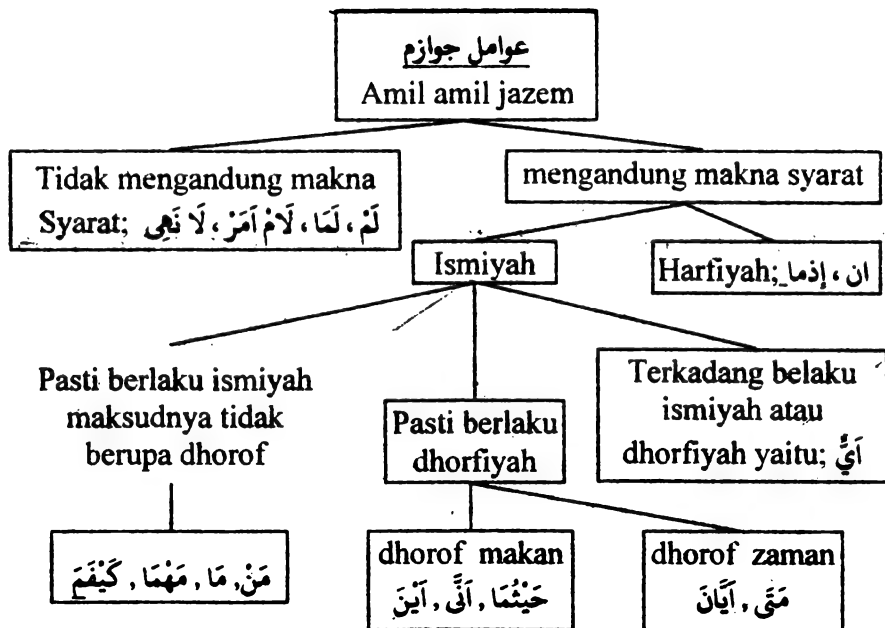 عوامل جوازم
Amil amil jazem
Tidak mengandung makna
Syarat; لَمْ ، لَمَا ، لَامْ اَمَرْ ، لَا نَهِى
mengandung makna syarat
Ismiyah
Harfiyah; ان ، إذما
Pasti berlaku ismiyah
maksudnya tidak
berupa dhorof
Pasti berlaku
dhorfiyah
Terkadang belaku
ismiyah atau
dhorfiyah yaitu; اَيٌّ
مَنْ , مَا , مَهْمَا , كَيْفَمَ
dhorof makan
حَيْثُمَا , اَنَّى , اَيْنَ
dhorof zaman
مَتَى , اَيَّانَ